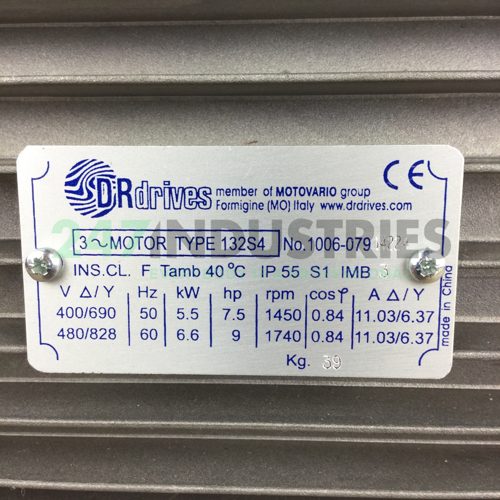 DRdrives member of MOTOVARIO group
Formigine (MO) Italy www.drdrives.com
CE
3~MOTOR TYPE 132S4 No.1006-079
INS.CL. F Tamb 40 °C IP 55 S1 IMB 3
V Δ/Y Hz kW hp rpm cosφ A Δ/Y
400/690 50 5.5 7.5 1450 0.84 11.03/6.37
480/828 60 6.6 9 1740 0.84 11.03/6.37
Kg. 39
made in China
247INDUSTRIES